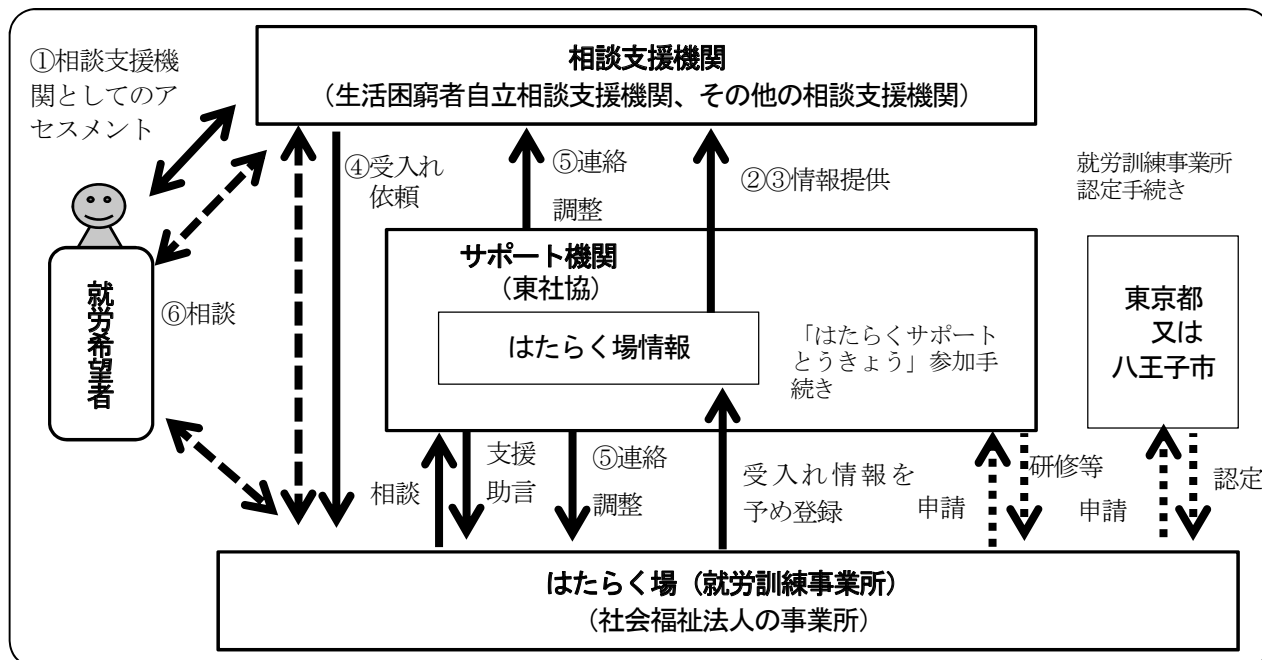 相談支援機関
（生活困窮者自立相談支援機関、その他の相談支援機関）
①相談支援機
関としてのア
セスメント
④受入れ
依頼
⑤連絡
調整
②③情報提供
就労訓練事業所
認定手続き
就労希望者
⑥相談
サポート機関
（東社協）
はたらく場情報
「はたらくサポート
とうきょう」参加手
続き
東京都
又は
八王子市
相談
支援
助言
⑤連絡
調整
受入れ情報を
予め登録
申請
研修等
申請
認定
はたらく場（就労訓練事業所）
（社会福祉法人の事業所）